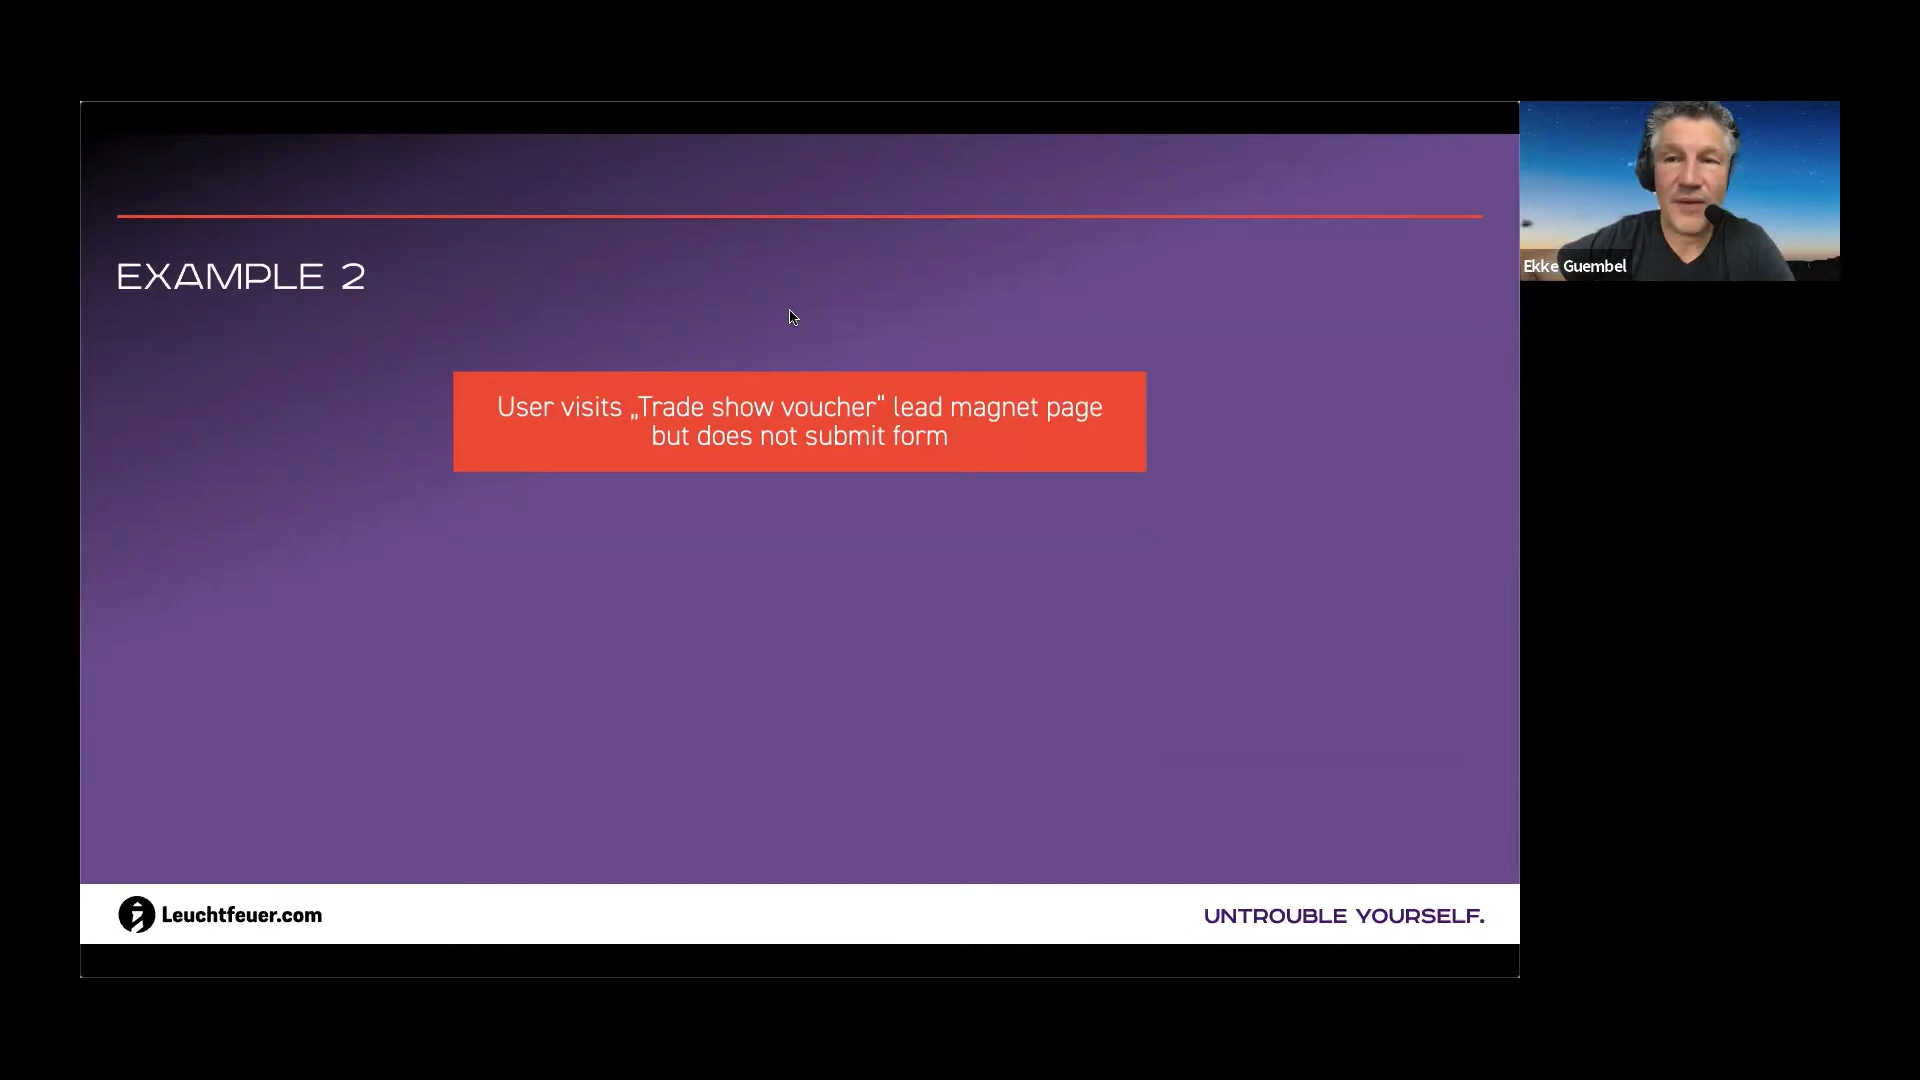 EXAMPLE 2
User visits „Trade show voucher“ lead magnet page
but does not submit form
Leuchtfeuer.com
UNTROUBLE YOURSELF.
Ekke Guembel